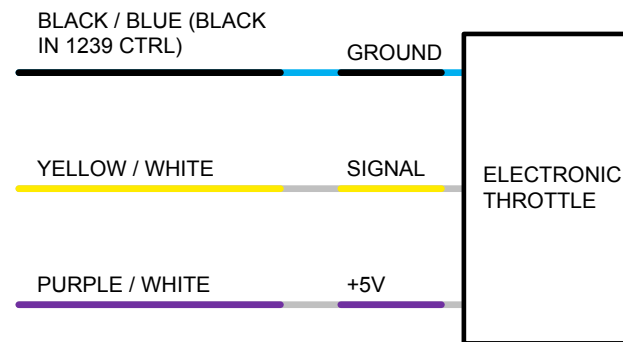 BLACK / BLUE (BLACK
IN 1239 CTRL)
GROUND
YELLOW / WHITE
SIGNAL
ELECTRONIC
THROTTLE
PURPLE / WHITE
+5V